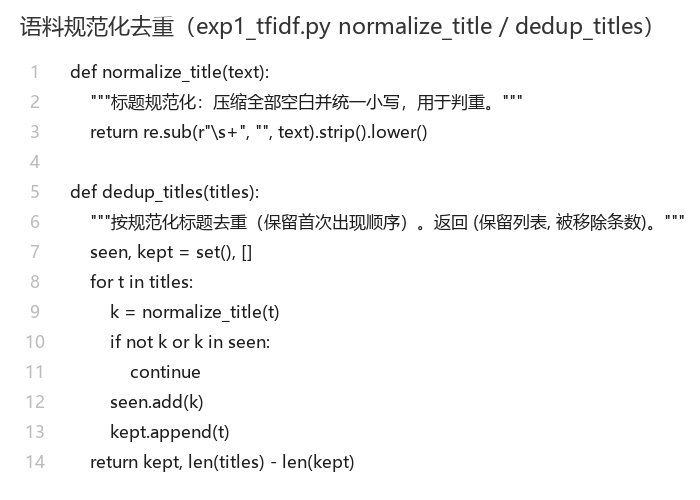 语料规范化去重（exp1_tfidf.py normalize_title / dedup_titles）
1 def normalize_title(text):
2     """标题规范化：压缩全部空白并统一小写，用于判重。"""
3     return re.sub(r"\s+", "", text).strip().lower()
4
5 def dedup_titles(titles):
6     """按规范化标题去重（保留首次出现顺序）。返回 (保留列表, 被移除条数)。"""
7     seen, kept = set(), []
8     for t in titles:
9         k = normalize_title(t)
10         if not k or k in seen:
11             continue
12         seen.add(k)
13         kept.append(t)
14     return kept, len(titles) - len(kept)